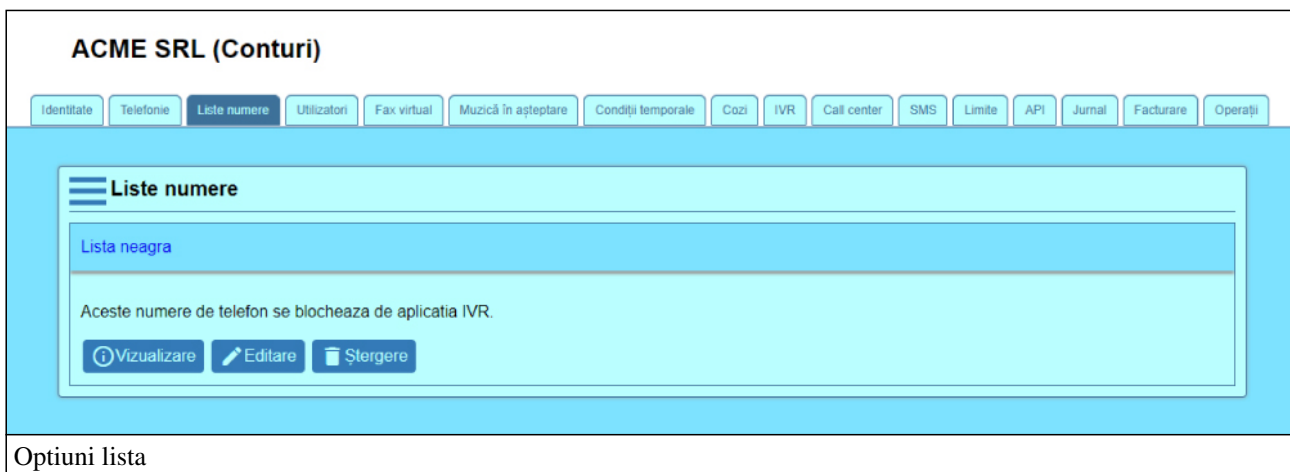 ACME SRL (Conturi)
Identitate Telefonie Liste numere Utilizatori Fax virtual Muzică în așteptare Condiții temporale Cozi IVR Call center SMS Limite API Jurnal Facturare Operații
Liste numere
Lista neagra
Aceste numere de telefon se blocheaza de aplicatia IVR.
Vizualizare Editare Ștergere
Optiuni lista